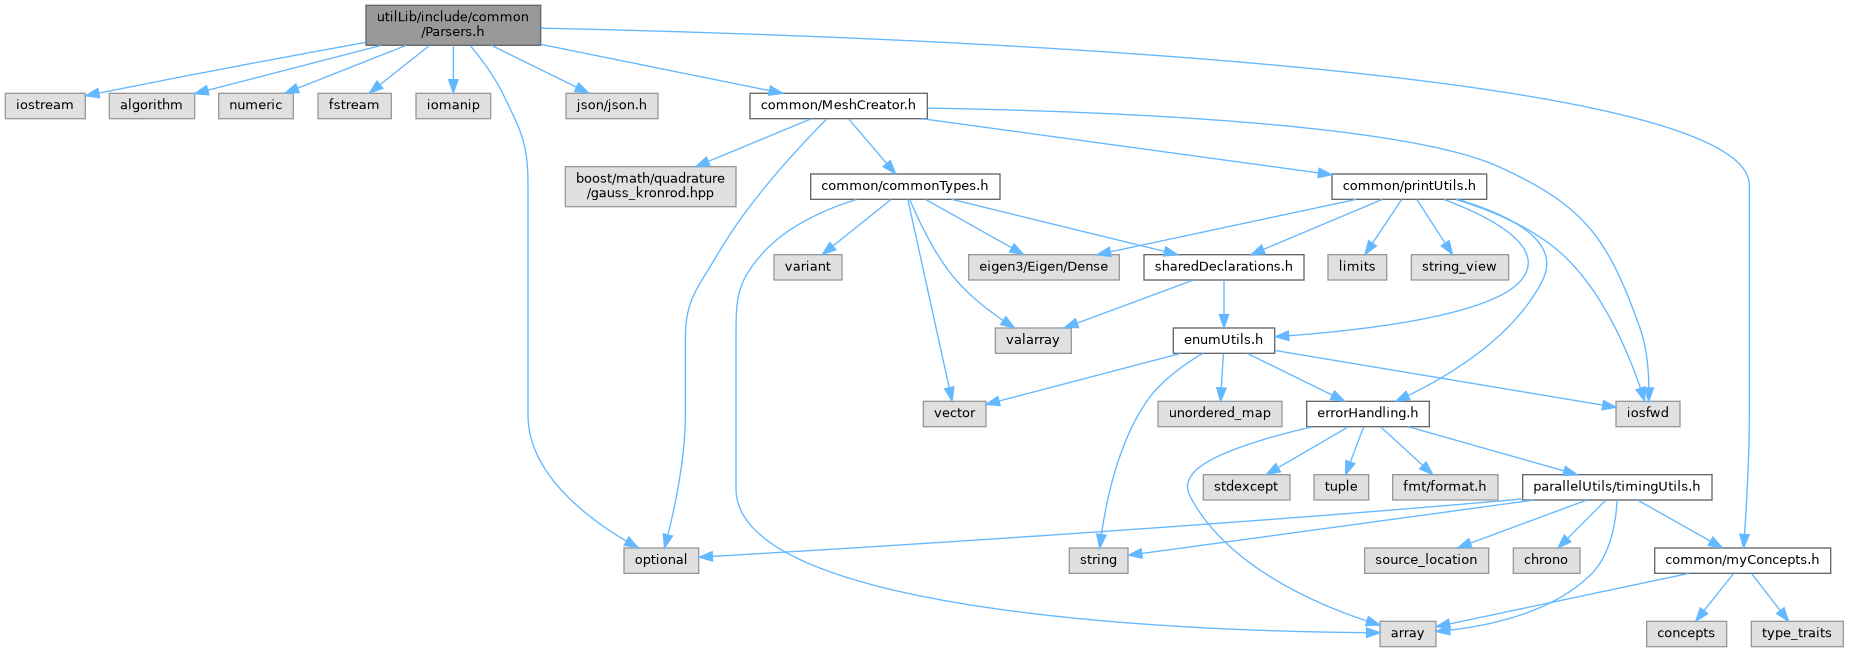 utilLib/include/common
/Parsers.h
iostream
algorithm
numeric
fstream
iomanip
json/json.h
common/MeshCreator.h
boost/math/quadrature
/gauss_kronrod.hpp
common/commonTypes.h
common/printUtils.h
variant
eigen3/Eigen/Dense
sharedDeclarations.h
limits
string_view
valarray
enumUtils.h
vector
unordered_map
errorHandling.h
iosfwd
stdexcept
tuple
fmt/format.h
parallelUtils/timingUtils.h
optional
string
source_location
chrono
common/myConcepts.h
array
concepts
type_traits